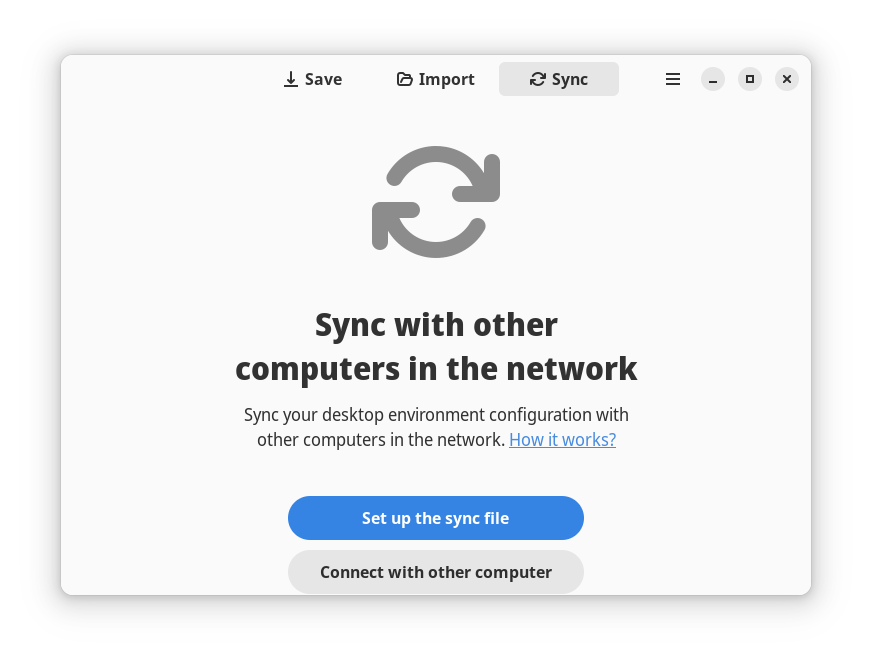 Save Import Sync
Sync with other
computers in the network
Sync your desktop environment configuration with
other computers in the network. How it works?
Set up the sync file
Connect with other computer